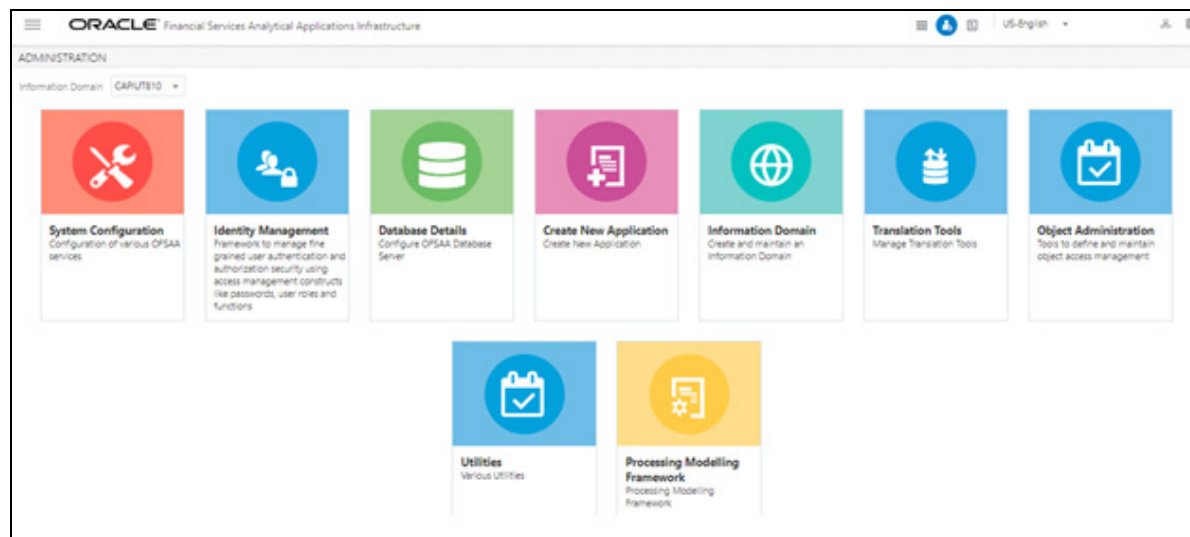 ORACLE Financial Services Analytical Applications Infrastructure
US-English
ADMINISTRATION
Information Domain CAPIUT810
System Configuration
Configuration of various OFSAA
services
Identity Management
Framework to manage fine
grained user authentication and
authorization security using
access management constructs
like passwords, user roles and
functions
Database Details
Configure OFSAA Database
Server
Create New Application
Create New Application
Information Domain
Create and maintain an
Information Domain
Translation Tools
Manage Translation Tools
Object Administration
Tools to define and maintain
object access management
Utilities
Various Utilities
Processing Modelling
Framework
Processing Modelling
Framework